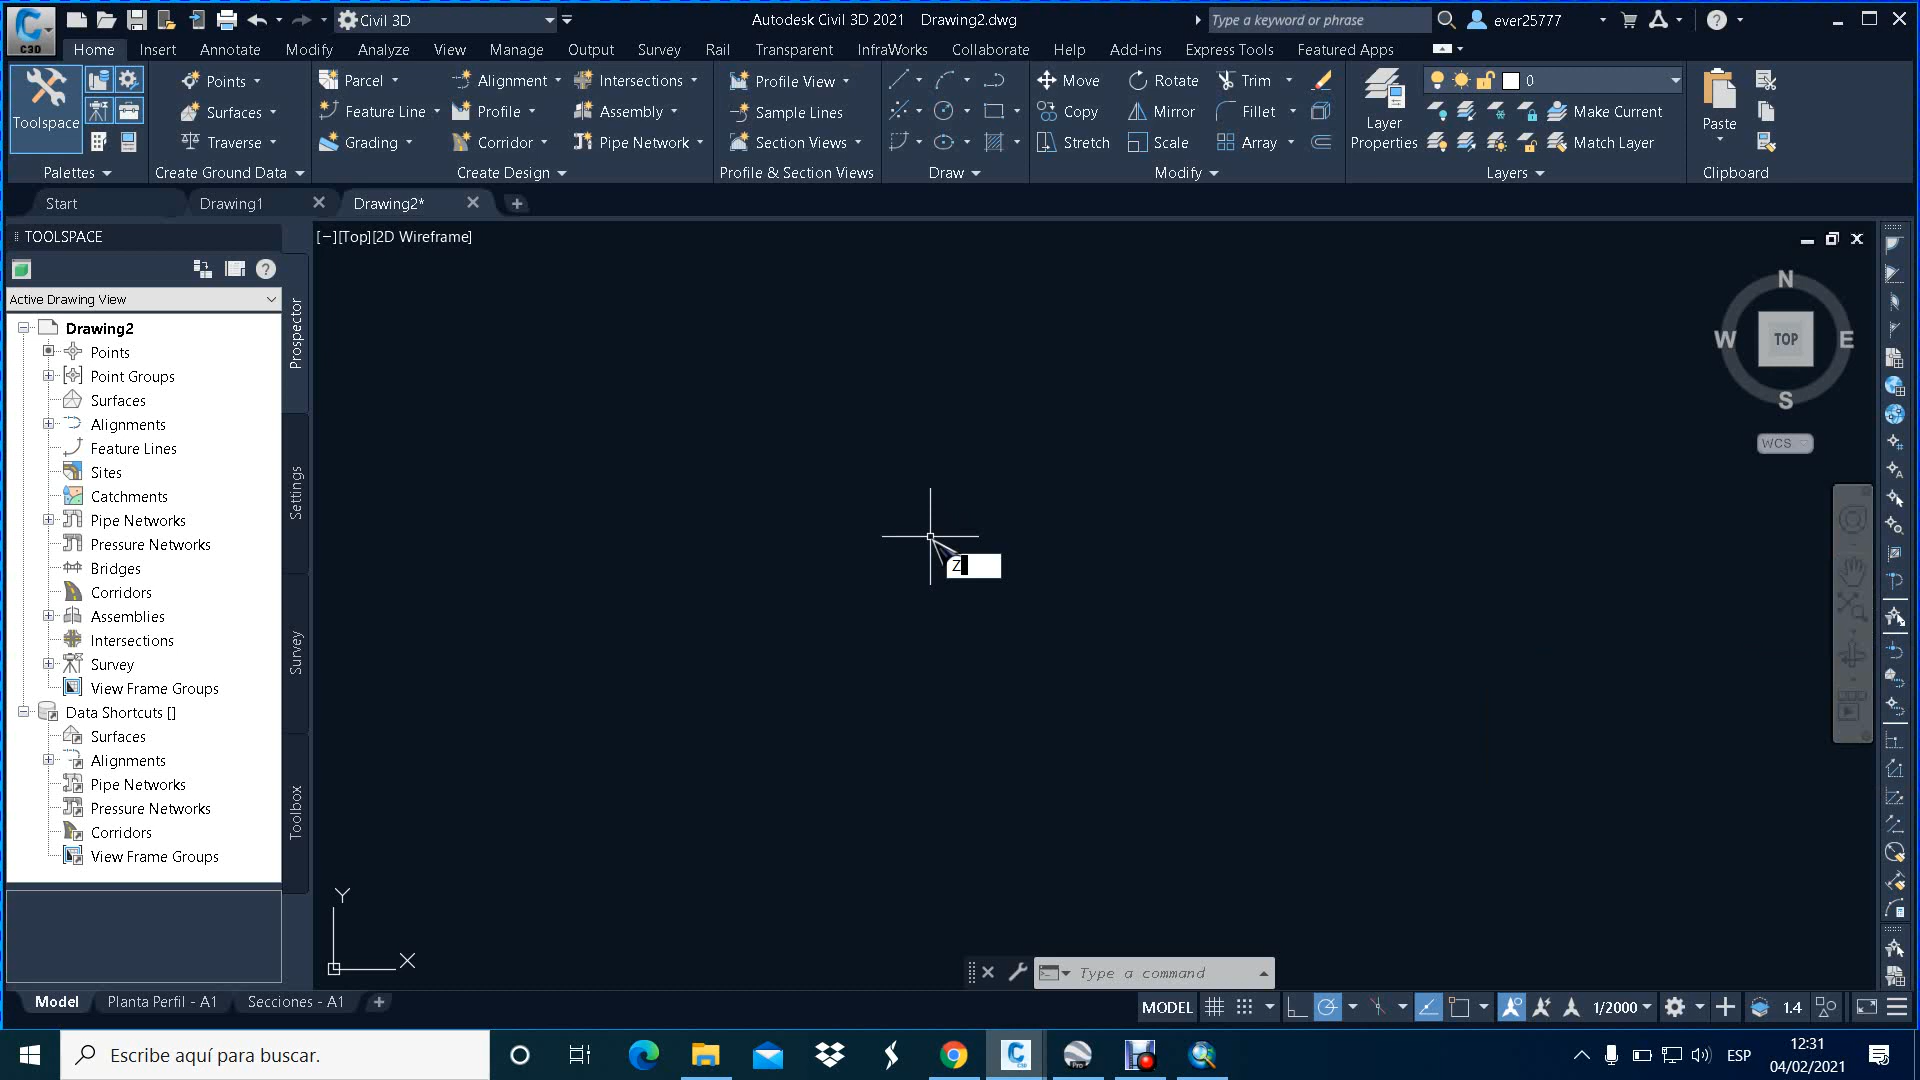 Civil 3D
Autodesk Civil 3D 2021 Drawing2.dwg
Type a keyword or phrase
ever25777
C3D
Home Insert Annotate Modify Analyze View Manage Output Survey Rail Transparent InfraWorks Collaborate Help Add-ins Express Tools Featured Apps
Points Parcel Alignment Intersections Profile View Move Rotate Trim 0
Toolspace Surfaces Feature Line Profile Assembly Sample Lines Copy Mirror Fillet Layer Properties Make Current Paste
Traverse Grading Corridor Pipe Network Section Views Stretch Scale Array Match Layer
Palettes Create Ground Data Create Design Profile & Section Views Draw Modify Layers Clipboard
Start Drawing1 Drawing2*
TOOLSPACE
[−][Top][2D Wireframe]
Active Drawing View
Drawing2
Points
Point Groups
Surfaces
Alignments
Feature Lines
Sites
Catchments
Pipe Networks
Pressure Networks
Bridges
Corridors
Assemblies
Intersections
Survey
View Frame Groups
Data Shortcuts []
Surfaces
Alignments
Pipe Networks
Pressure Networks
Corridors
View Frame Groups
Prospector
Settings
Survey
Toolbox
N
W TOP E
S
WCS
Z
Y
X
Type a command
Model Planta Perfil - A1 Secciones - A1
MODEL 1/2000 1.4
Escribe aquí para buscar.
Pro
ESP
12:31
04/02/2021